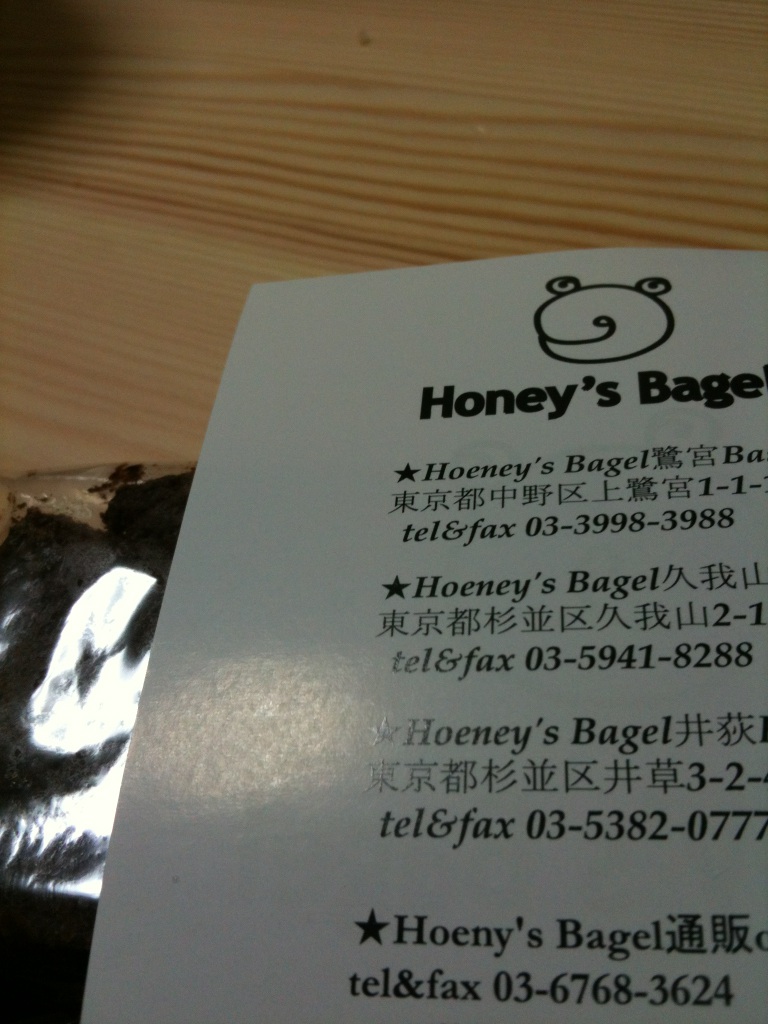 Honey's Bagel
★Hoeney's Bagel鷺宮Ba
東京都中野区上鷺宮1-1-
tel&fax 03-3998-3988
★Hoeney's Bagel久我山
東京都杉並区久我山2-1
tel&fax 03-5941-8288
★Hoeney's Bagel井荻
東京都杉並区井草3-2-
tel&fax 03-5382-0777
★Hoeny's Bagel通販
tel&fax 03-6768-3624